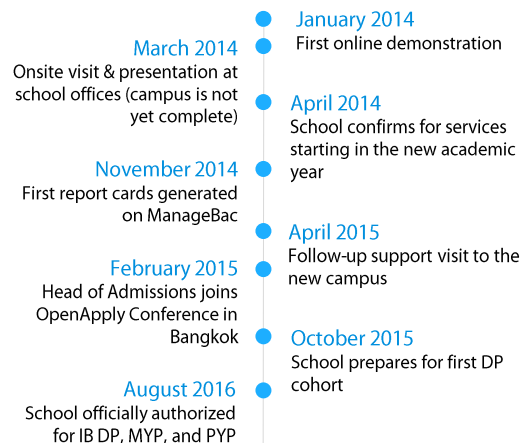 January 2014
First online demonstration
March 2014
Onsite visit & presentation at
school offices (campus is not
yet complete)
April 2014
School confirms for services
starting in the new academic
year
November 2014
First report cards generated
on ManageBac
April 2015
Follow-up support visit to the
new campus
February 2015
Head of Admissions joins
OpenApply Conference in
Bangkok
October 2015
School prepares for first DP
cohort
August 2016
School officially authorized
for IB DP, MYP, and PYP